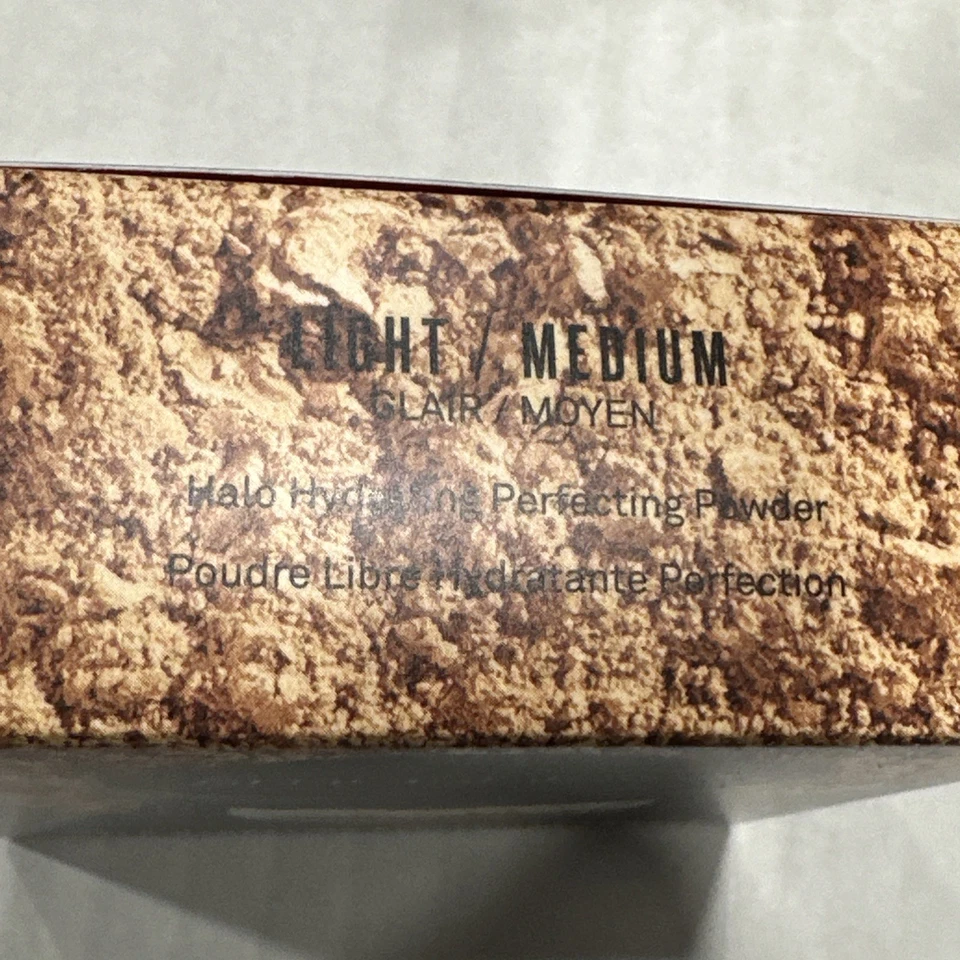 LIGHT / MEDIUM
CLAIR / MOYEN
Halo Hydrating Perfecting Powder
Poudre Libre Hydratante Perfection